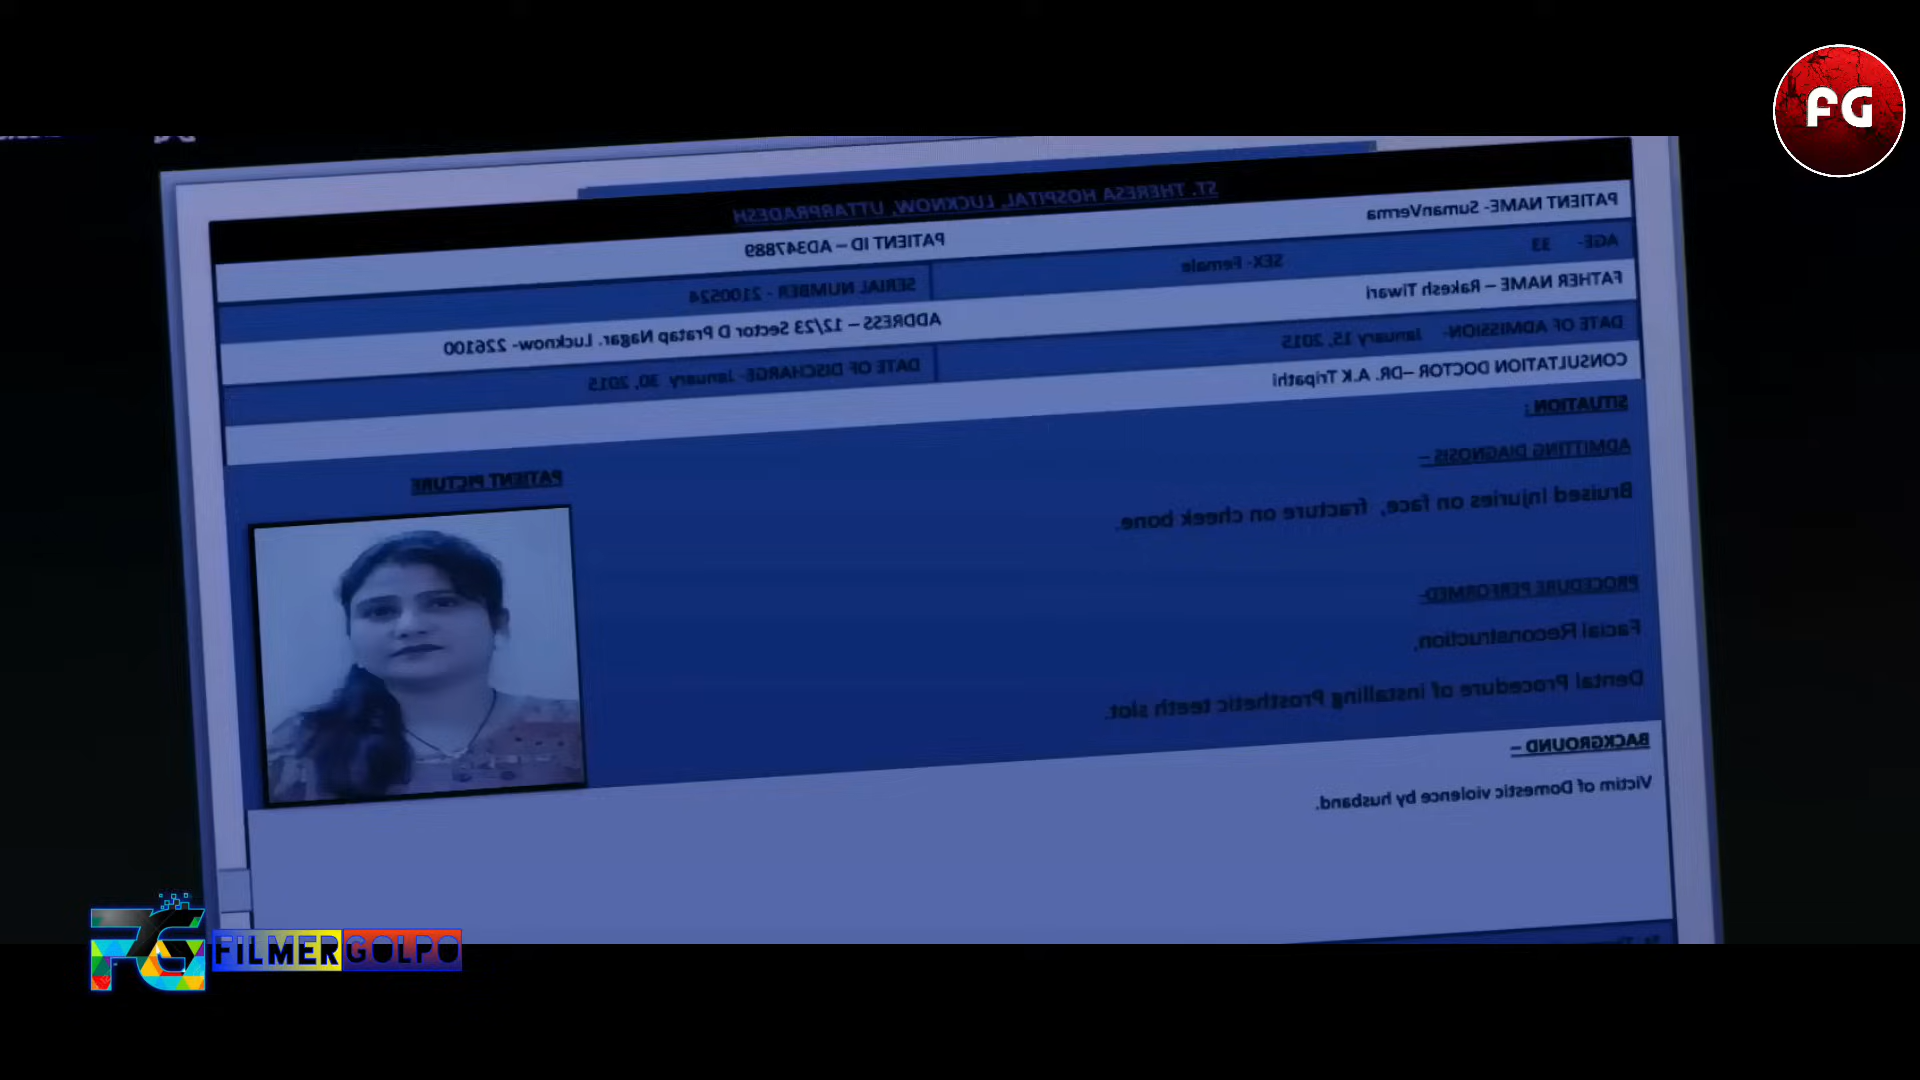 FG
ST. THERESA HOSPITAL, LUCKNOW, UTTARPRADESH
PATIENT NAME- SumanVerma
PATIENT ID – AD347889
AGE- 33
SEX- Female
SERIAL NUMBER - 2100524
FATHER NAME – Rakesh Tiwari
ADDRESS – 12/23 Sector D Pratap Nagar. Lucknow- 226100
DATE OF ADMISSION- January 15, 2015
DATE OF DISCHARGE- January 30, 2015
CONSULTATION DOCTOR –DR. A.K Tripathi
SITUATION :
ADMITTING DIAGNOSIS –
Bruised Injuries on face, fracture on cheek bone.
PATIENT PICTURE
PROCEDURE PERFORMED-
Facial Reconstruction,
Dental Procedure of installing Prosthetic teeth slot.
BACKGROUND –
Victim of Domestic violence by husband.
FG FILMERGOLPO